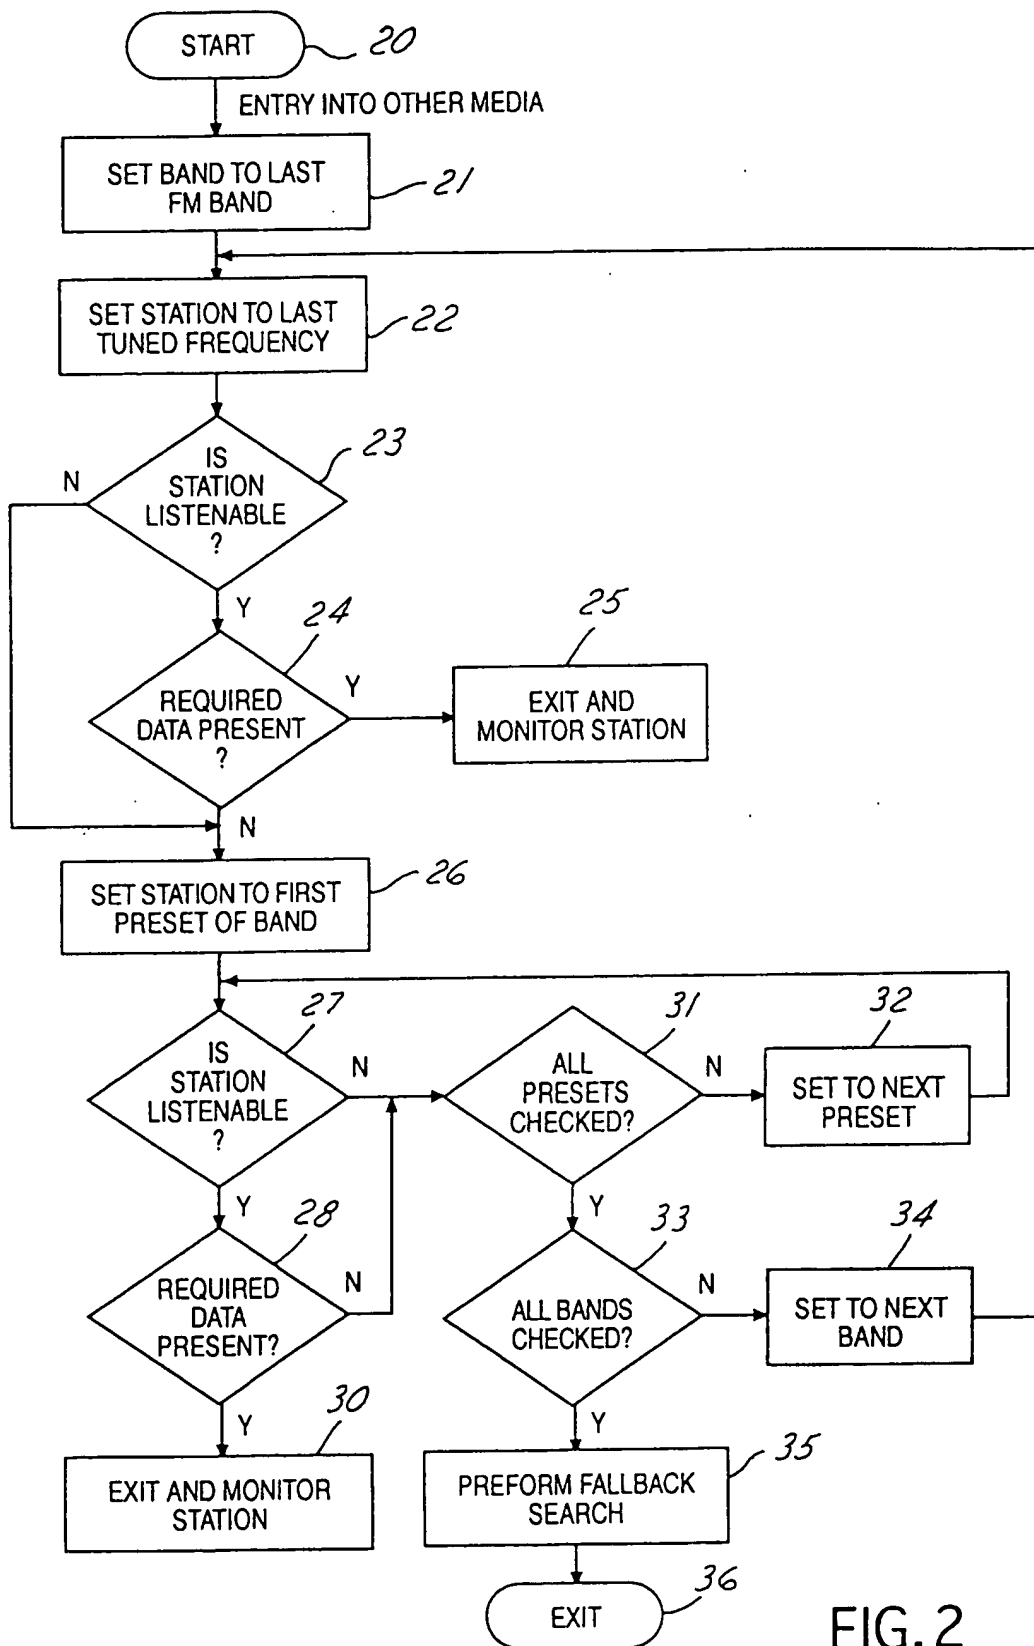 START
20
ENTRY INTO OTHER MEDIA
SET BAND TO LAST
FM BAND
21
SET STATION TO LAST
TUNED FREQUENCY
22
IS
STATION
LISTENABLE
?
23
N
Y
24
REQUIRED
DATA PRESENT
?
Y
25
EXIT AND
MONITOR STATION
N
SET STATION TO FIRST
PRESET OF BAND
26
27
IS
STATION
LISTENABLE
?
N
31
ALL
PRESETS
CHECKED?
N
32
SET TO NEXT
PRESET
Y
28
REQUIRED
DATA
PRESENT?
N
Y
33
ALL BANDS
CHECKED?
N
34
SET TO NEXT
BAND
Y
30
EXIT AND MONITOR
STATION
Y
35
PREFORM FALLBACK
SEARCH
EXIT
36
FIG. 2